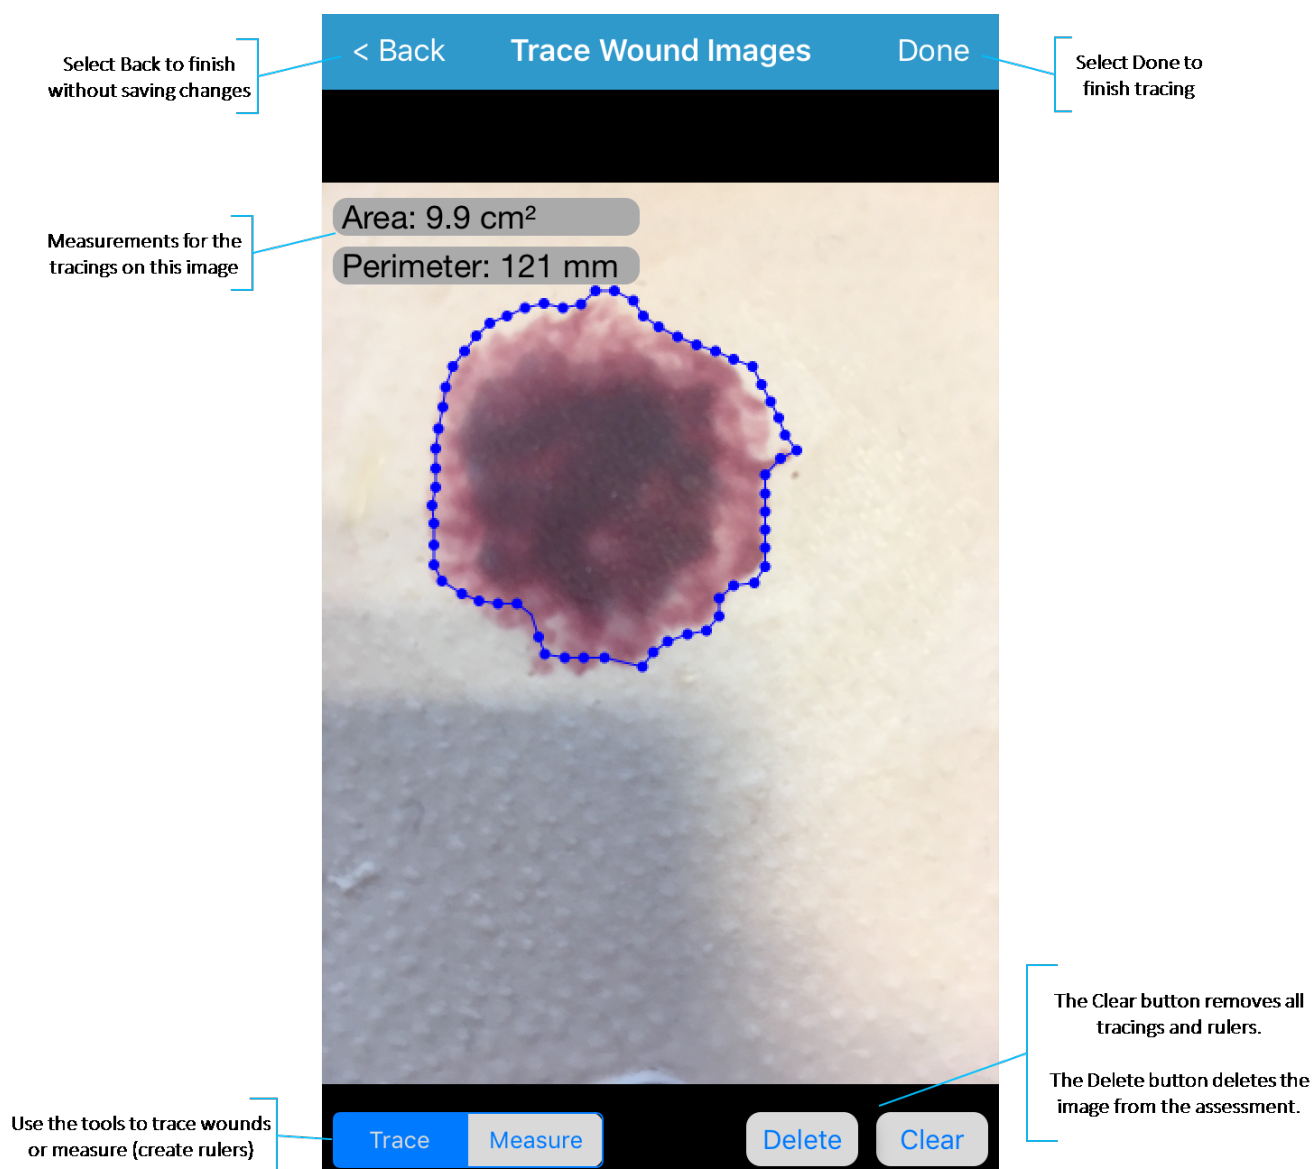 Select Back to finish
without saving changes
< Back
Trace Wound Images
Done
Select Done to
finish tracing
Measurements for the
tracings on this image
Area: 9.9 cm²
Perimeter: 121 mm
The Clear button removes all
tracings and rulers.
The Delete button deletes the
image from the assessment.
Use the tools to trace wounds
or measure (create rulers)
Trace
Measure
Delete
Clear